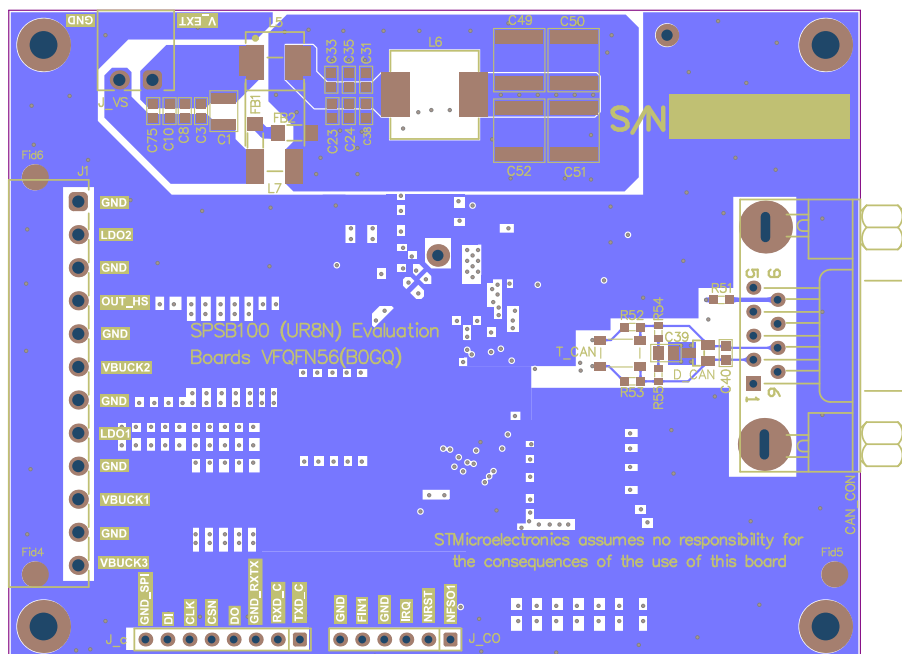 GND
V_EXT
L5
C49
C50
C33
C35
C31
L6
J_VS
FB1
FB2
C75
C10
C8
C3
C1
C23
C24
C38
S/N
C52
C51
L7
Fid6
J1
GND
LDO2
GND
OUT_HS
GND
VBUCK2
GND
LDO1
GND
VBUCK1
GND
VBUCK3
SPSB100 (UR8N) Evaluation
Boards VFQFN56(B0GQ)
5
9
1
6
R51
R52
R54
C39
T_CAN
D_CAN
C40
R53
R55
CAN_CON
STMicroelectronics assumes no responsibility for
the consequences of the use of this board
Fid4
Fid5
GND_SPI
DI
CLK
CSN
DO
GND_RXTX
RXD_C
TXD_C
GND
FIN1
GND
IRQ
NRST
NFSO1
J_c
J_CO